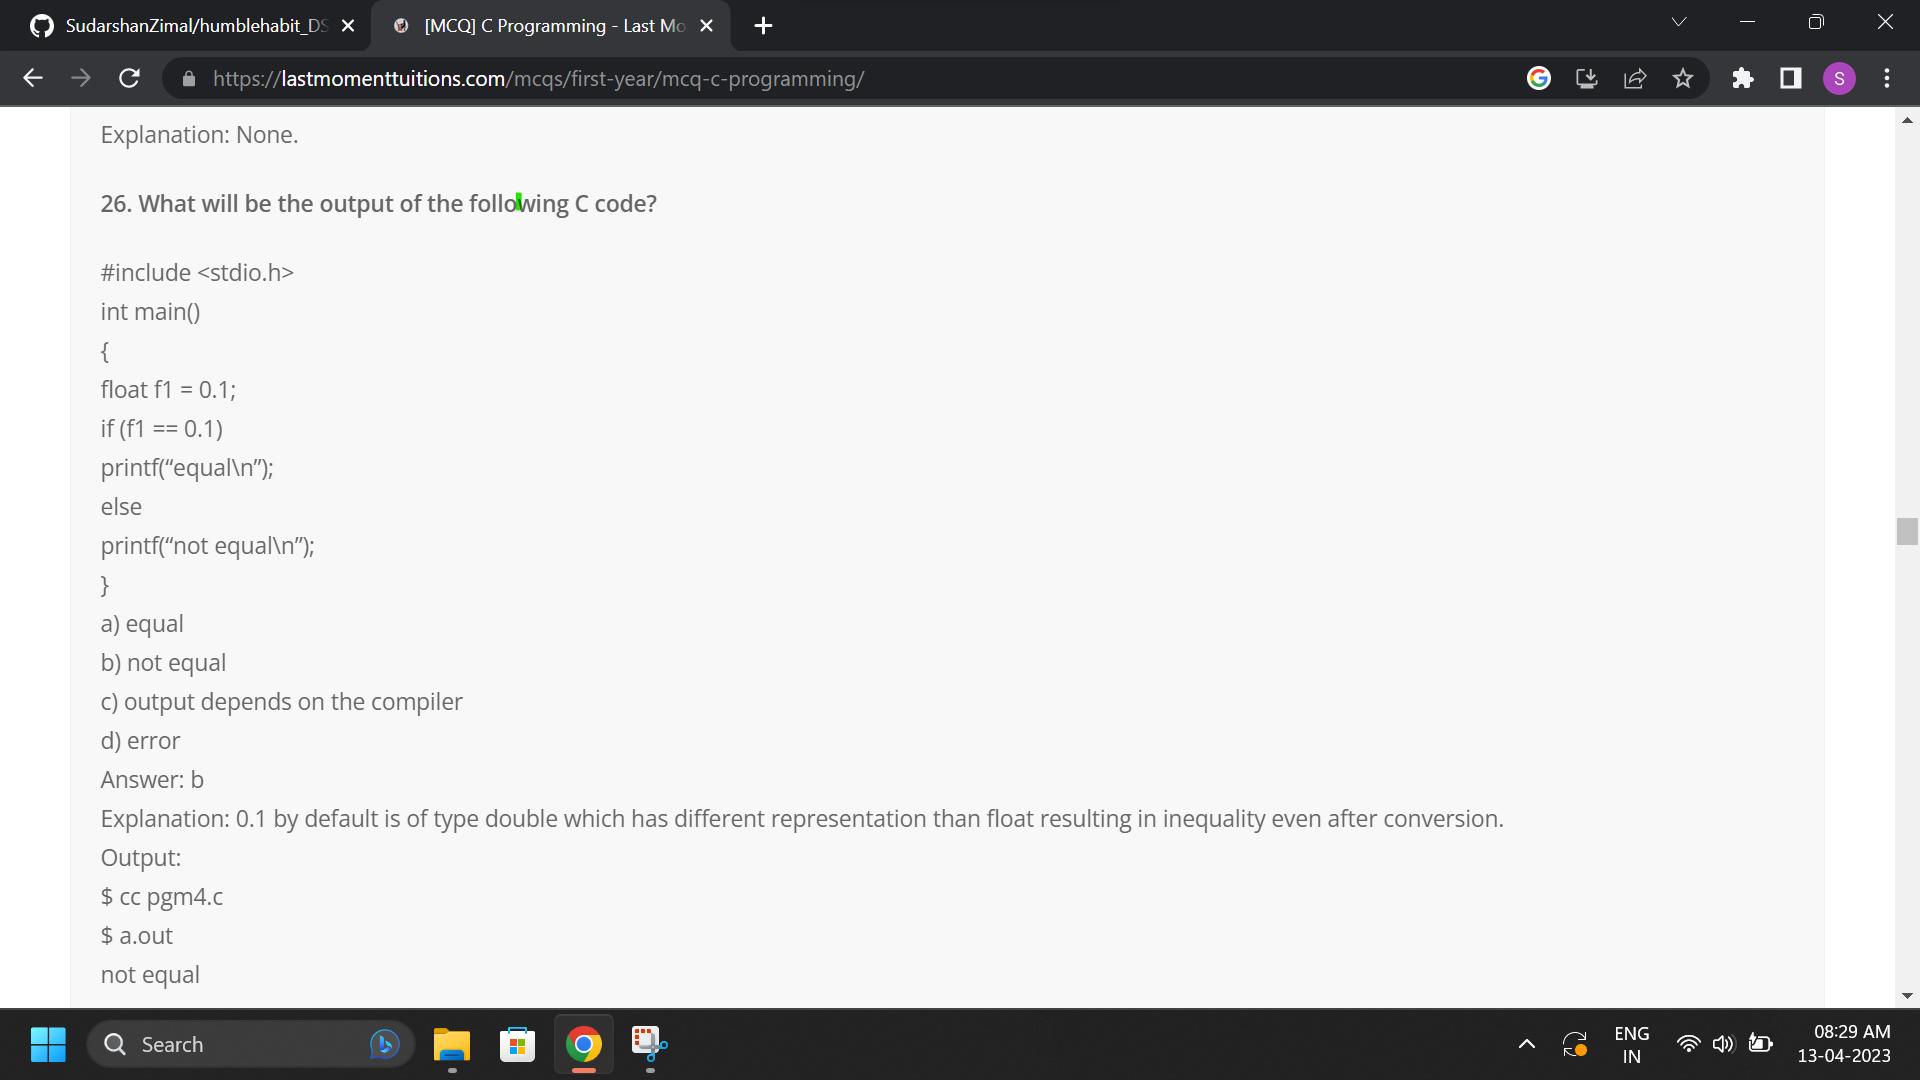 SudarshanZimal/humblehabit_DS
[MCQ] C Programming - Last Mo
https://lastmomenttuitions.com/mcqs/first-year/mcq-c-programming/
S
Explanation: None.
26. What will be the output of the following C code?
#include <stdio.h>
int main()
{
float f1 = 0.1;
if (f1 == 0.1)
printf(“equal\n”);
else
printf(“not equal\n”);
}
a) equal
b) not equal
c) output depends on the compiler
d) error
Answer: b
Explanation: 0.1 by default is of type double which has different representation than float resulting in inequality even after conversion.
Output:
$ cc pgm4.c
$ a.out
not equal
Search
ENG
IN
08:29 AM
13-04-2023